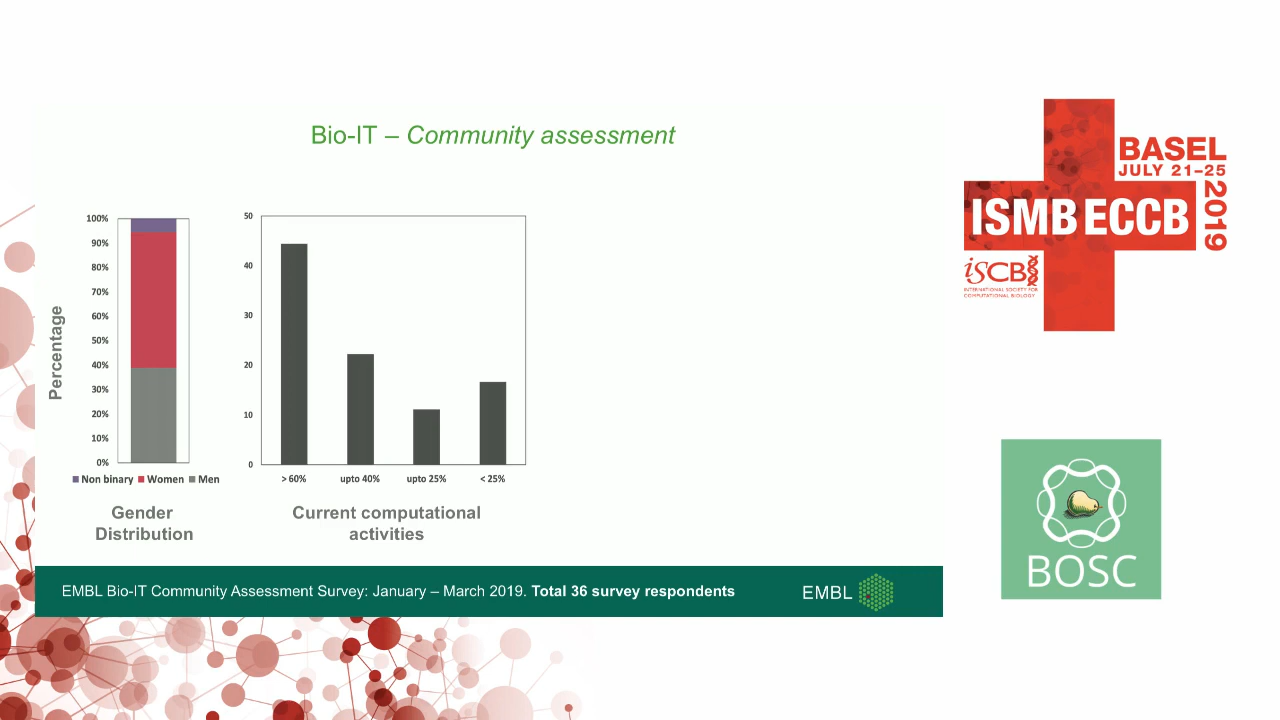 Bio-IT – Community assessment
Percentage
100%
90%
80%
70%
60%
50%
40%
30%
20%
10%
0%
Non binary Women Men
Gender
Distribution
50
40
30
20
10
0
> 60% upto 40% upto 25% < 25%
Current computational
activities
EMBL Bio-IT Community Assessment Survey: January – March 2019. Total 36 survey respondents
EMBL
BASEL
JULY 21–25
2019
ISMB ECCB
iSCB
INTERNATIONAL SOCIETY FOR
COMPUTATIONAL BIOLOGY
BOSC